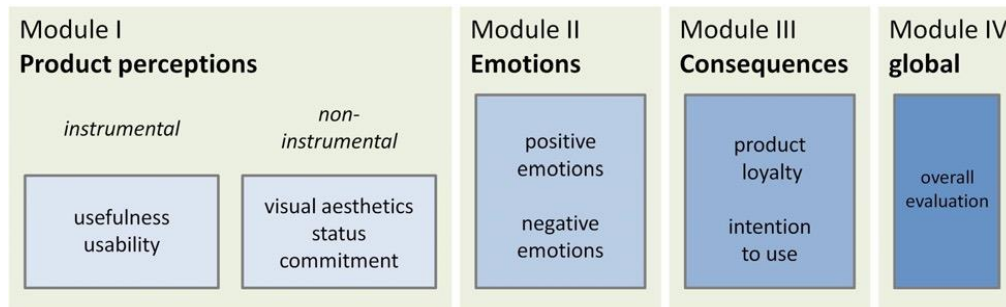 Module I
Product perceptions
instrumental
non-
instrumental
usefulness
usability
visual aesthetics
status
commitment
Module II
Emotions
positive
emotions
negative
emotions
Module III
Consequences
product
loyalty
intention
to use
Module IV
global
overall
evaluation